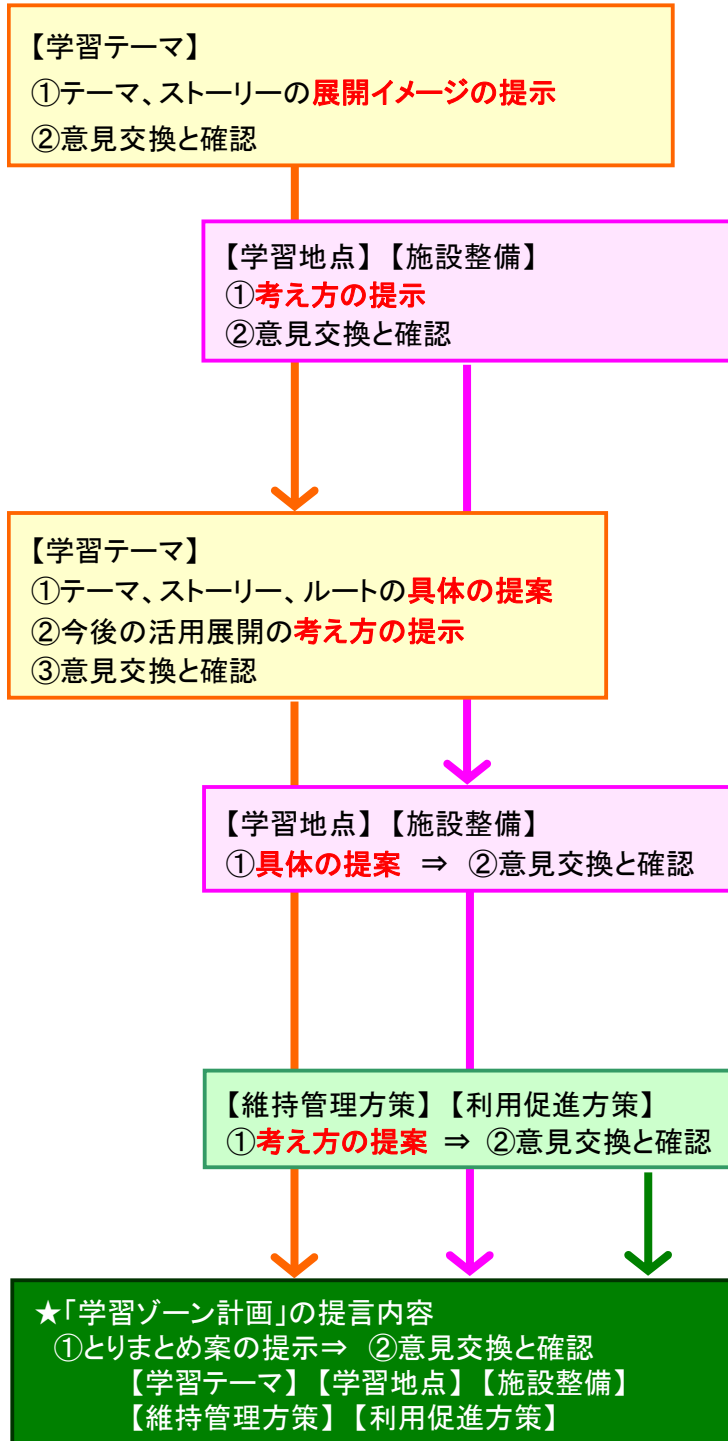 【学習テーマ】
①テーマ、ストーリーの展開イメージの提示
②意見交換と確認
【学習地点】【施設整備】
①考え方の提示
②意見交換と確認
【学習テーマ】
①テーマ、ストーリー、ルートの具体の提案
②今後の活用展開の考え方の提示
③意見交換と確認
【学習地点】【施設整備】
①具体の提案 ⇒ ②意見交換と確認
【維持管理方策】【利用促進方策】
①考え方の提案 ⇒ ②意見交換と確認
★「学習ゾーン計画」の提言内容
①とりまとめ案の提示⇒ ②意見交換と確認
【学習テーマ】【学習地点】【施設整備】
【維持管理方策】【利用促進方策】